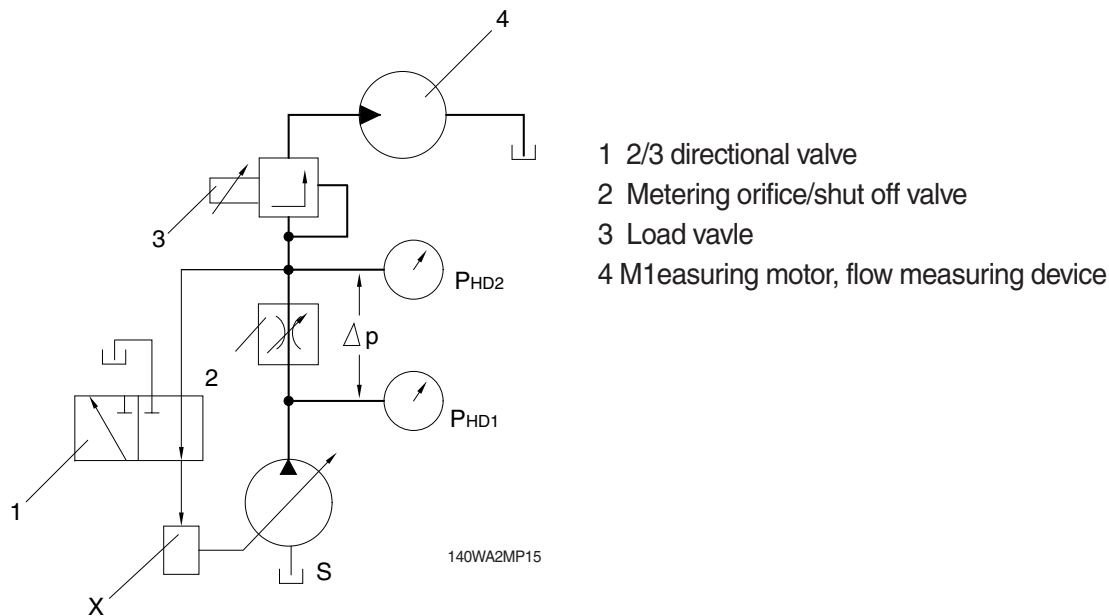 4
1 2/3 directional valve
2 Metering orifice/shut off valve
3 Load vavle
4 M1easuring motor, flow measuring device
3
PHD2
Δp
2
PHD1
1
S
140WA2MP15
X